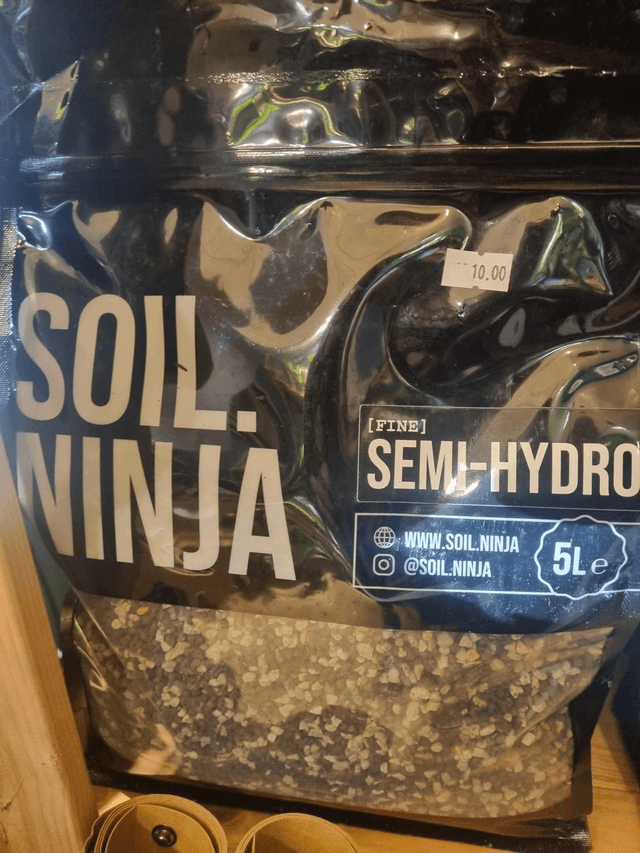 10.00
SOIL.
NINJA
[FINE]
SEMI-HYDRO
WWW.SOIL.NINJA
@SOIL.NINJA
5L ℮